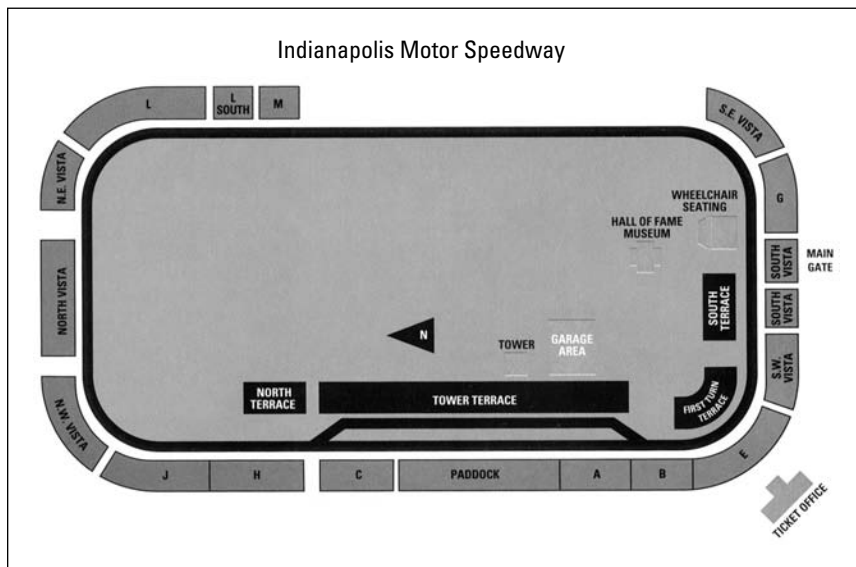 Indianapolis Motor Speedway
L
L
SOUTH
M
S.E. VISTA
N.E. VISTA
G
WHEELCHAIR
SEATING
HALL OF FAME
MUSEUM
SOUTH
VISTA
MAIN
GATE
NORTH VISTA
SOUTH
TERRACE
SOUTH
VISTA
N
TOWER
GARAGE
AREA
S.W.
VISTA
NORTH
TERRACE
TOWER TERRACE
FIRST TURN
TERRACE
N.W. VISTA
J
H
C
PADDOCK
A
B
E
TICKET OFFICE